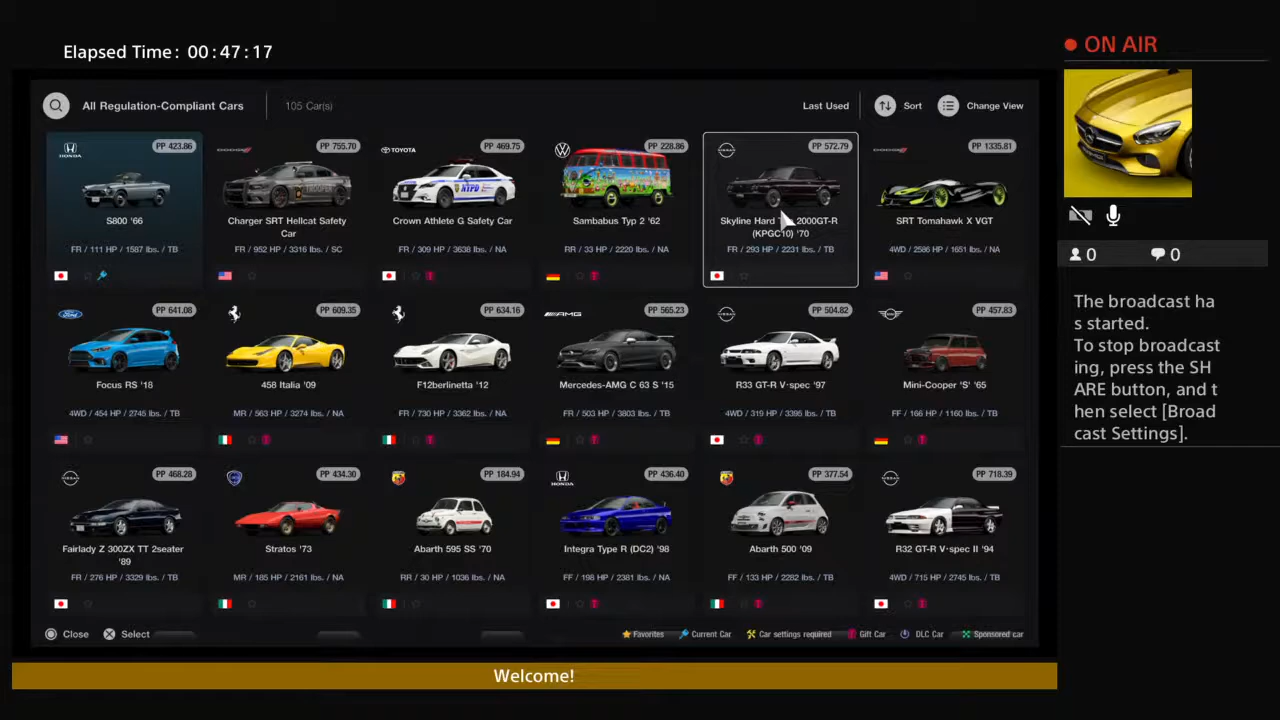 Elapsed Time: 00:47:17
ON AIR
All Regulation-Compliant Cars
105 Car(s)
Last Used
Sort
Change View
HONDA
PP 423.86
S800 '66
FR / 111 HP / 1587 lbs. / TB
PP 755.70
TROOPER
Charger SRT Hellcat Safety
Car
FR / 952 HP / 3316 lbs. / SC
TOYOTA
PP 469.75
NTPD
Crown Athlete G Safety Car
FR / 309 HP / 3638 lbs. / NA
PP 228.86
Sambabus Typ 2 '62
RR / 33 HP / 2220 lbs. / NA
PP 572.79
Skyline Hard 2000GT-R
(KPGC10) '70
FR / 293 HP / 2231 lbs. / TB
PP 1335.81
SRT Tomahawk X VGT
4WD / 2586 HP / 1651 lbs. / NA
Ford
PP 641.08
Focus RS '18
4WD / 454 HP / 2745 lbs. / TB
PP 609.35
458 Italia '09
MR / 563 HP / 3274 lbs. / NA
PP 634.16
F12berlinetta '12
FR / 730 HP / 3362 lbs. / NA
AMG
PP 565.23
Mercedes-AMG C 63 S '15
FR / 503 HP / 3803 lbs. / TB
PP 504.82
R33 GT-R V·spec '97
4WD / 319 HP / 3395 lbs. / TB
PP 457.83
Mini-Cooper 'S' '65
FF / 166 HP / 1160 lbs. / TB
PP 468.28
Fairlady Z 300ZX TT 2seater
'89
FR / 276 HP / 3329 lbs. / TB
PP 434.30
Stratos '73
MR / 185 HP / 2161 lbs. / NA
PP 184.94
Abarth 595 SS '70
RR / 30 HP / 1036 lbs. / NA
HONDA
PP 436.40
Integra Type R (DC2) '98
FF / 198 HP / 2381 lbs. / NA
PP 377.54
Abarth 500 '09
FF / 133 HP / 2282 lbs. / TB
PP 718.39
R32 GT-R V·spec II '94
4WD / 715 HP / 2745 lbs. / TB
Close
Select
Favorites
Current Car
Car settings required
Gift Car
DLC Car
Sponsored car
Welcome!
0
0
The broadcast ha
s started.
To stop broadcast
ing, press the SH
ARE button, and t
hen select [Broad
cast Settings].